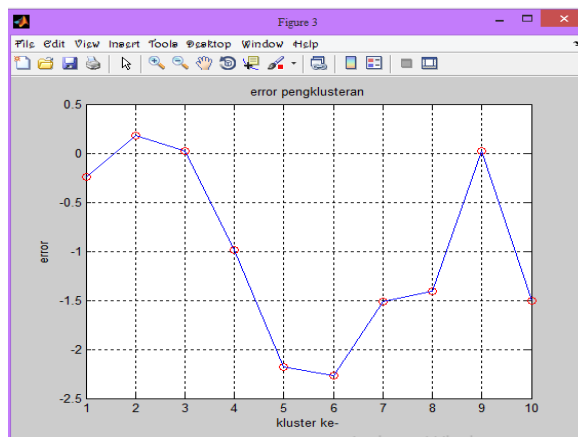 Figure 3
File Edit View Insert Tools Desktop Window Help
error pengklusteran
0.5
0
-0.5
-1
-1.5
-2
-2.5
error
1 2 3 4 5 6 7 8 9 10
kluster ke-